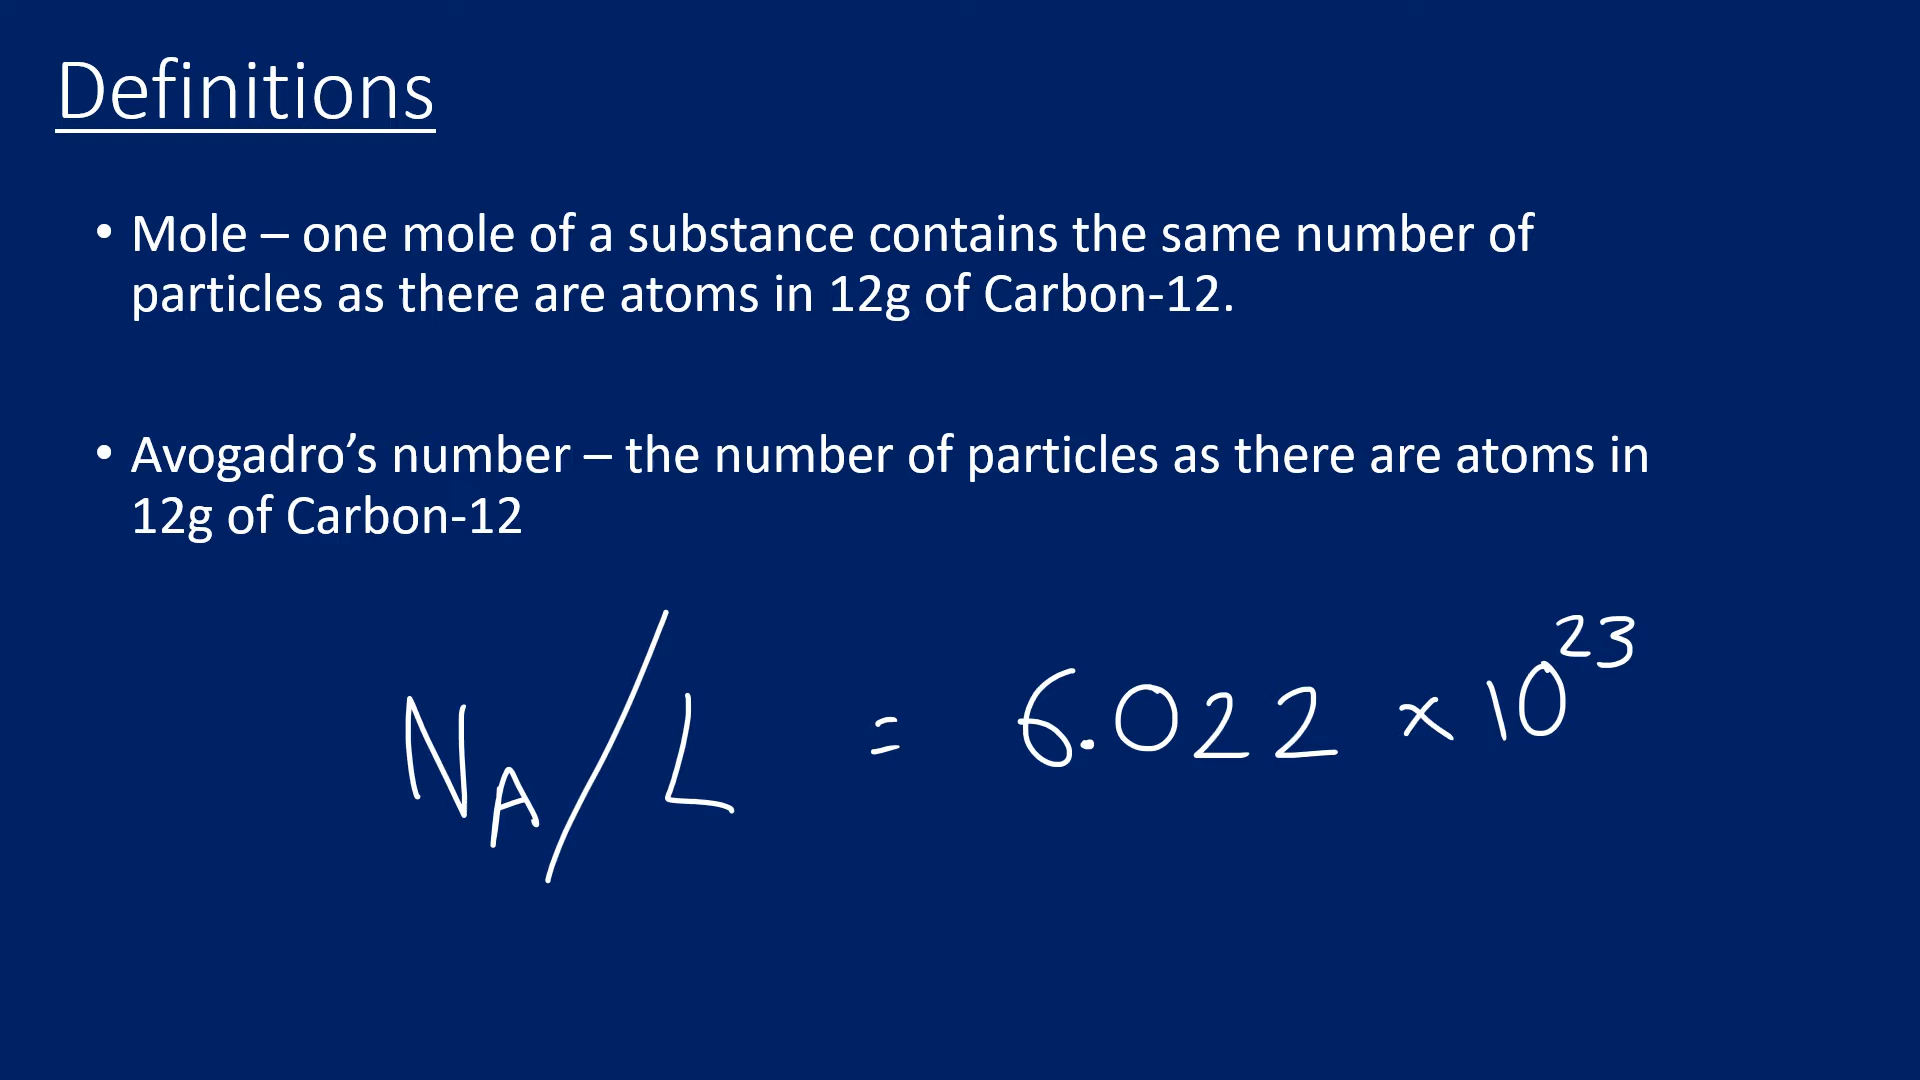 Definitions
• Mole – one mole of a substance contains the same number of
particles as there are atoms in 12g of Carbon-12.
• Avogadro’s number – the number of particles as there are atoms in
12g of Carbon-12
N_A/L = 6.022 × 10^23